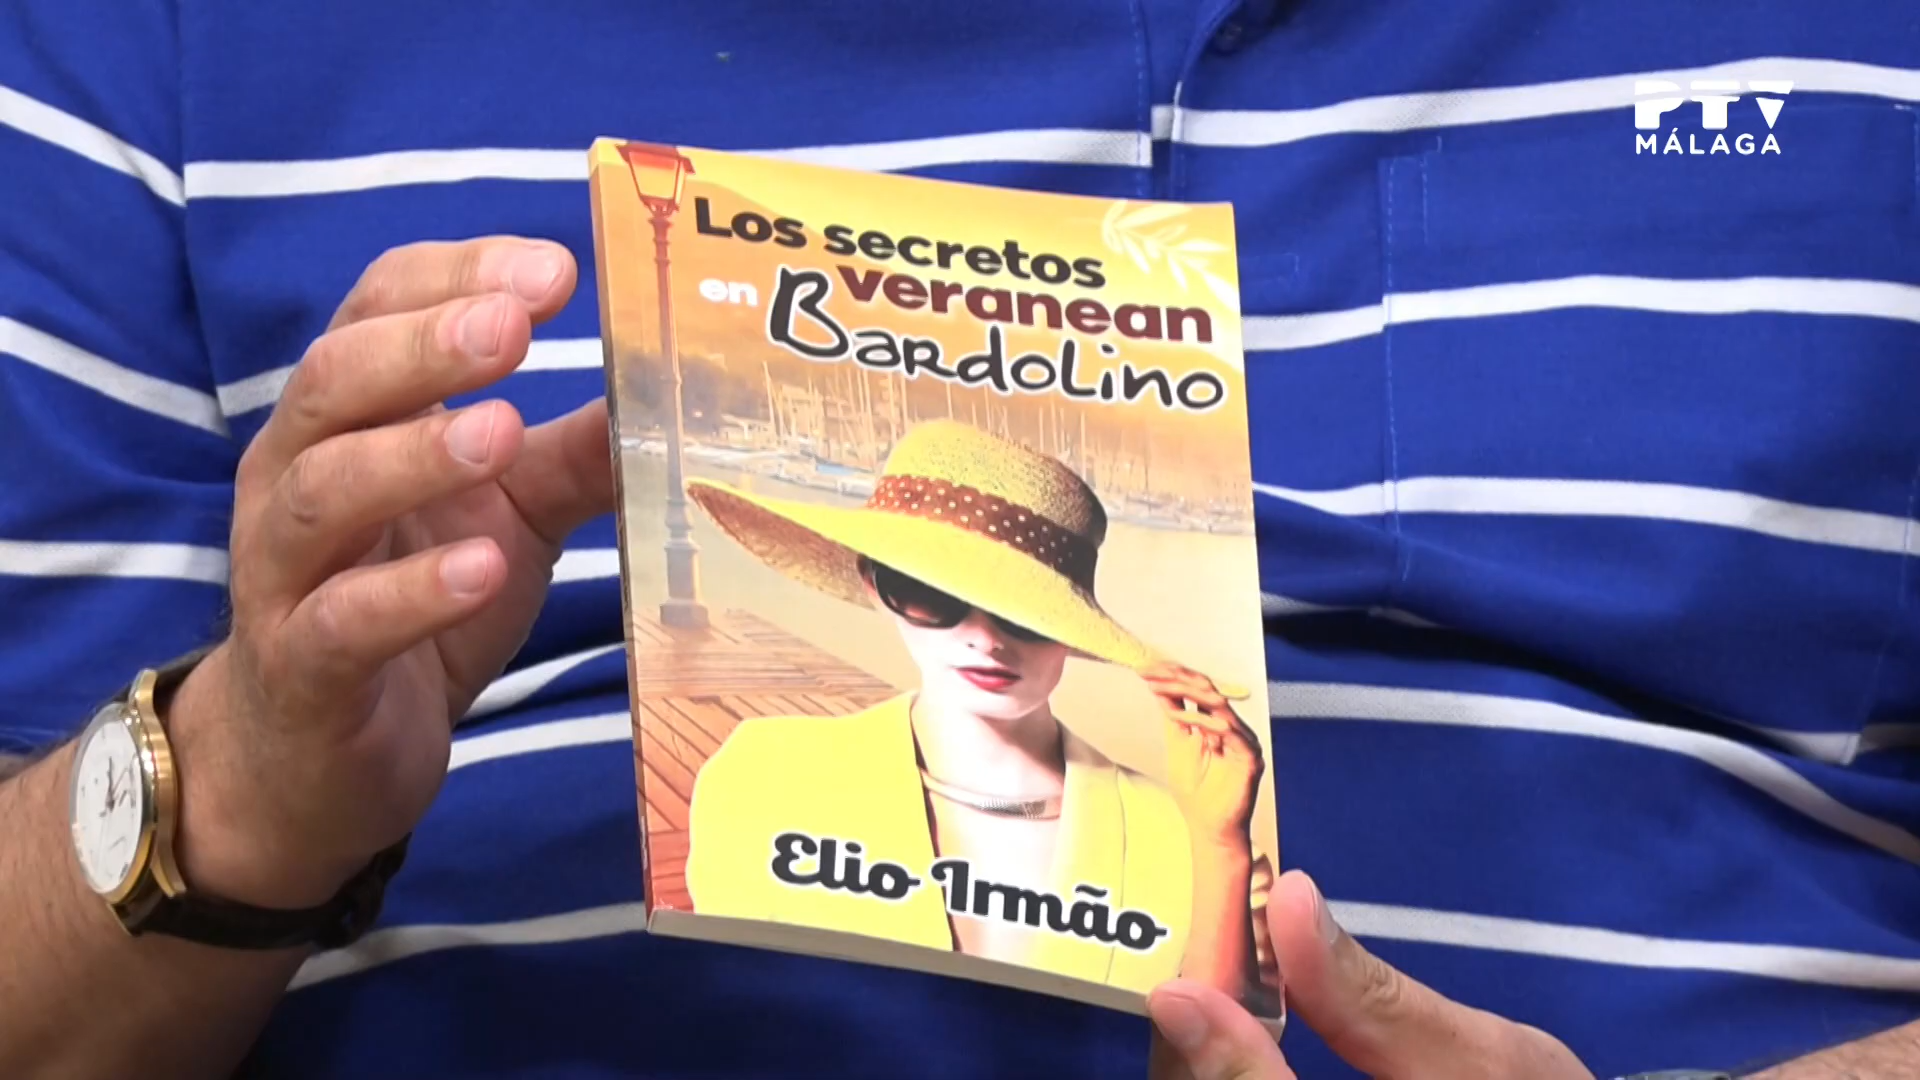 PTV
MÁLAGA
Los secretos
veranean
en Bardolino
Elio Irmão